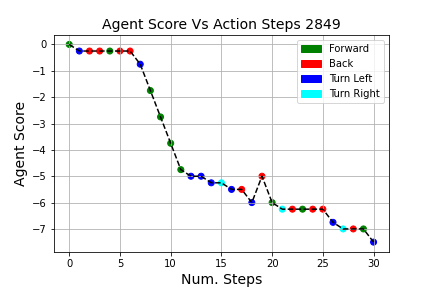 Agent Score Vs Action Steps 2849
Agent Score
0
−1
−2
−3
−4
−5
−6
−7
Forward
Back
Turn Left
Turn Right
0 5 10 15 20 25 30
Num. Steps